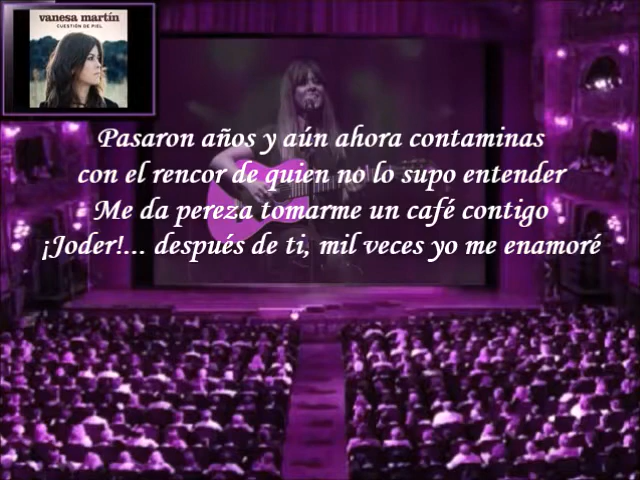 vanesa martín
CUESTIÓN DE PIEL
Pasaron años y aún ahora contaminas
con el rencor de quien no lo supo entender
Me da pereza tomarme un café contigo
¡Joder!... después de ti, mil veces yo me enamoré